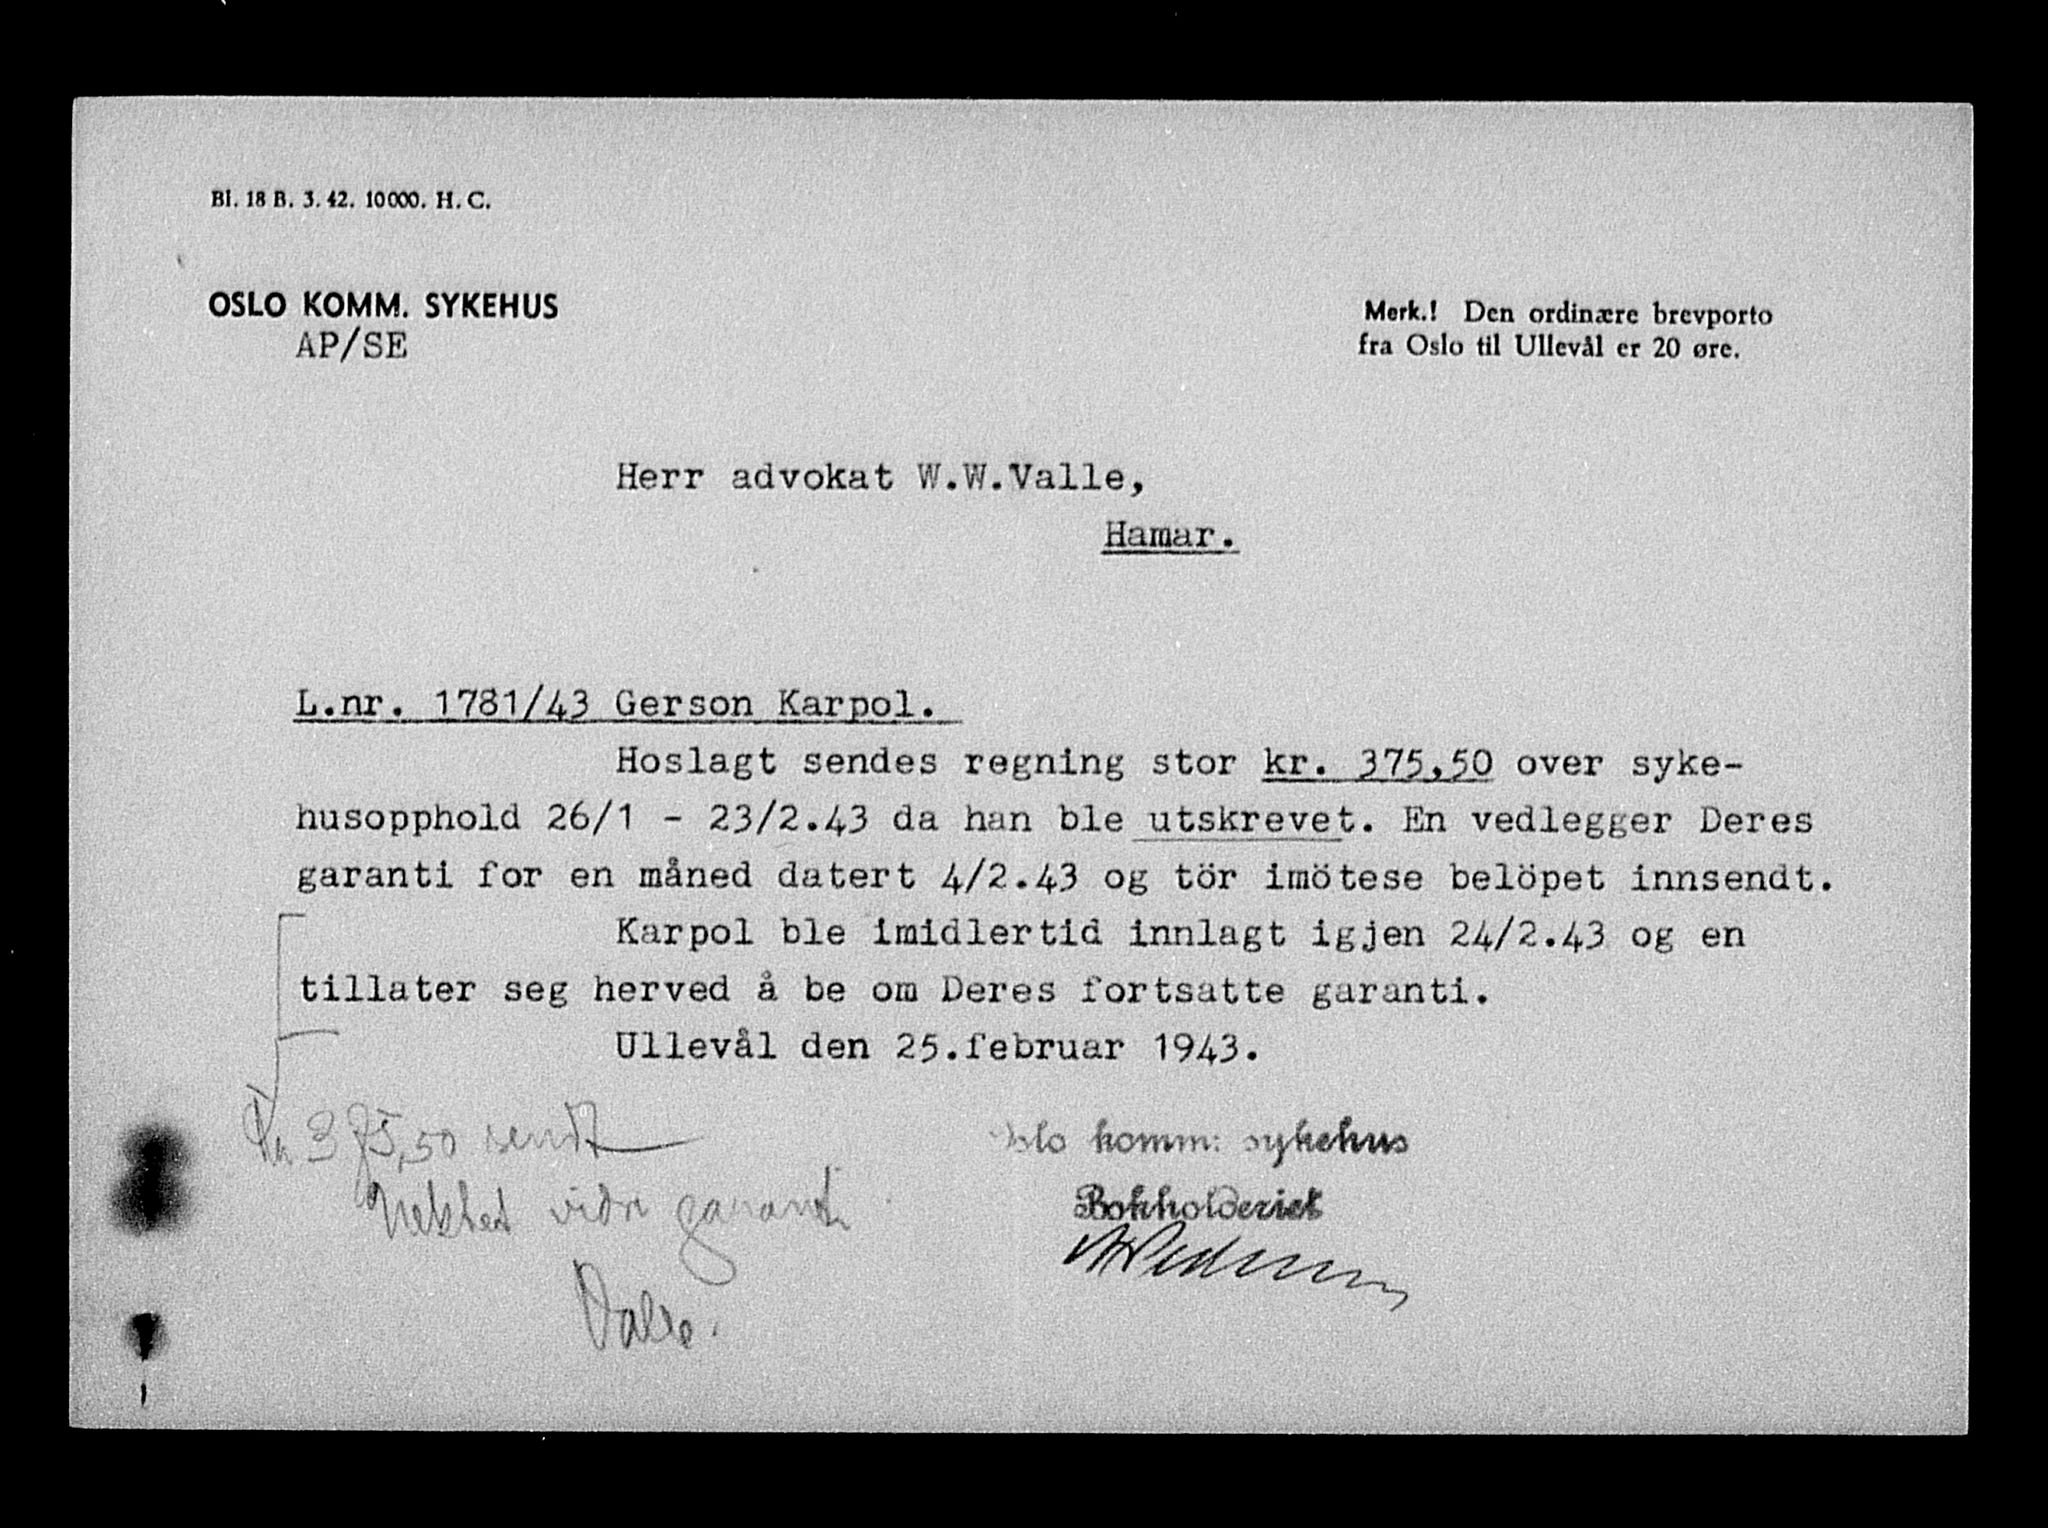 Bl. 18 B. 3. 42. 10000. H. C.
OSLO KOMM. SYKEHUS
AP/SE
Merk.! Den ordinære brevporto
fra Oslo til Ullevål er 20 øre.
Herr advokat W.W.Valle,
Hamar.
L.nr. 1781/43 Gerson Karpol.
Hoslagt sendes regning stor kr. 375,50 over syke-
husopphold 26/1 - 23/2.43 da han ble utskrevet. En vedlegger Deres
garanti for en måned datert 4/2.43 og tör imötese belöpet innsendt.
Karpol ble imidlertid innlagt igjen 24/2.43 og en
tillater seg herved å be om Deres fortsatte garanti.
Ullevål den 25.februar 1943.
Kr 375,50 sendt
Nektet vidre garanti
Valle.
Oslo komm: sykehus
Bokholderiet